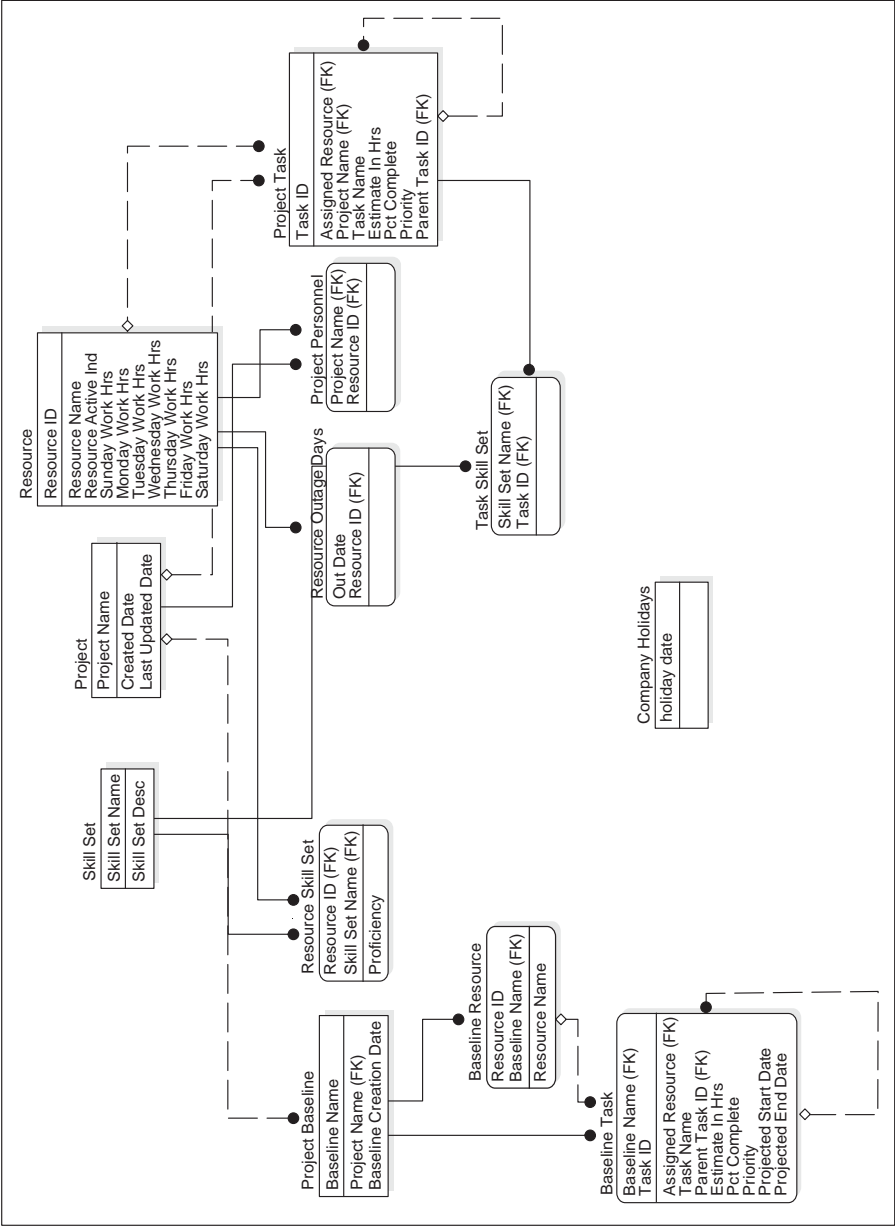 Resource
Resource ID
Resource Name
Resource Active Ind
Sunday Work Hrs
Monday Work Hrs
Tuesday Work Hrs
Wednesday Work Hrs
Thursday Work Hrs
Friday Work Hrs
Saturday Work Hrs
Project
Project Name
Created Date
Last Updated Date
Skill Set
Skill Set Name
Skill Set Desc
Project Task
Task ID
Assigned Resource (FK)
Project Name (FK)
Task Name
Estimate In Hrs
Pct Complete
Priority
Parent Task ID (FK)
Project Personnel
Project Name (FK)
Resource ID (FK)
Resource Outage Days
Out Date
Resource ID (FK)
Resource Skill Set
Resource ID (FK)
Skill Set Name (FK)
Proficiency
Project Baseline
Baseline Name
Project Name (FK)
Baseline Creation Date
Task Skill Set
Skill Set Name (FK)
Task ID (FK)
Baseline Resource
Resource ID
Baseline Name (FK)
Resource Name
Company Holidays
holiday date
Baseline Task
Baseline Name (FK)
Task ID
Assigned Resource (FK)
Task Name
Parent Task ID (FK)
Estimate In Hrs
Pct Complete
Priority
Projected Start Date
Projected End Date